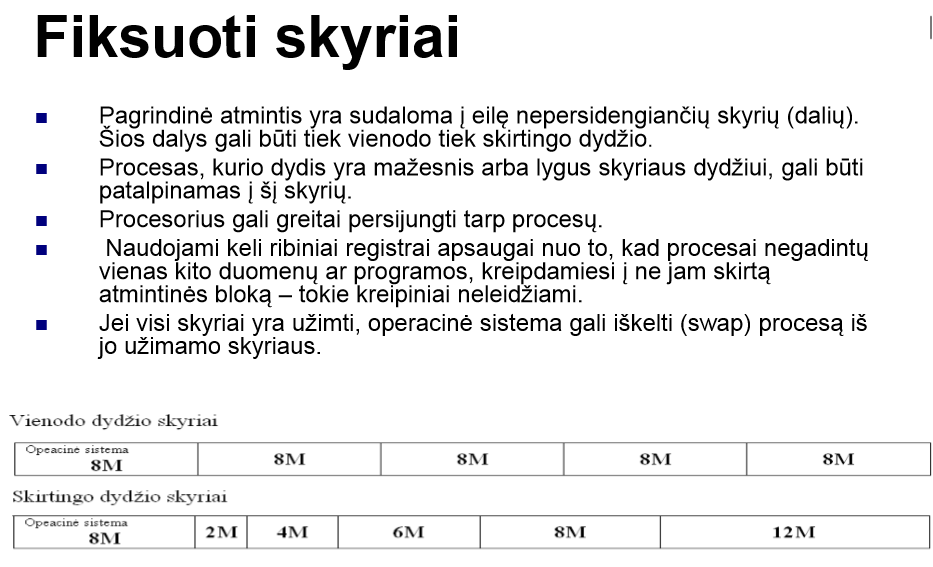 Fiksuoti skyriai
Pagrindinė atmintis yra sudaloma į eilę nepersidengiančių skyrių (dalių).
Šios dalys gali būti tiek vienodo tiek skirtingo dydžio.
Procesas, kurio dydis yra mažesnis arba lygus skyriaus dydžiui, gali būti
patalpinamas į šį skyrių.
Procesorius gali greitai persijungti tarp procesų.
Naudojami keli ribiniai registrai apsaugai nuo to, kad procesai negadintų
vienas kito duomenų ar programos, kreipdamiesi į ne jam skirtą
atmintinės bloką – tokie kreipiniai neleidžiami.
Jei visi skyriai yra užimti, operacinė sistema gali iškelti (swap) procesą iš
jo užimamo skyriaus.
Vienodo dydžio skyriai
Opeacinė sistema
8M 8M 8M 8M 8M
Skirtingo dydžio skyriai
Opeacinė sistema
8M 2M 4M 6M 8M 12M